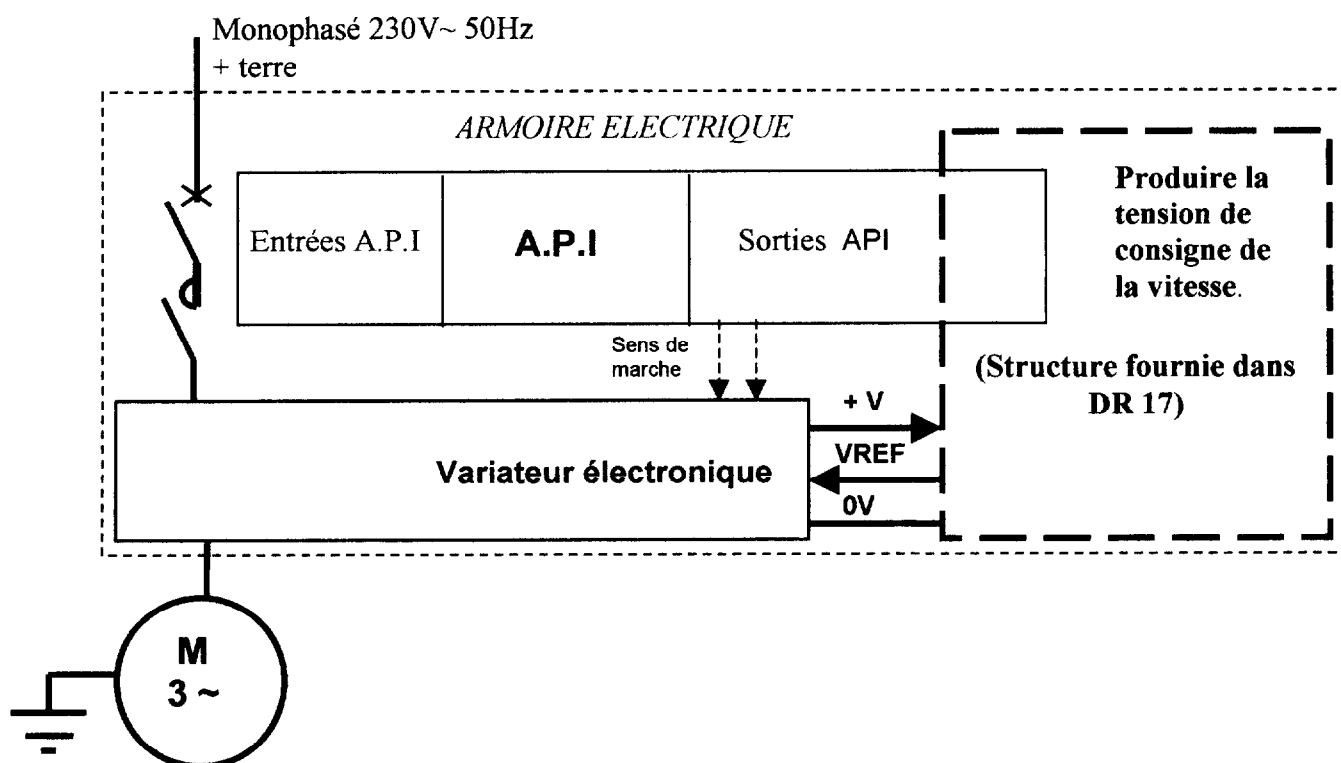 Monophasé 230V~ 50Hz
+ terre
ARMOIRE ELECTRIQUE
Entrées A.P.I
A.P.I
Sorties API
Produire la
tension de
consigne de
la vitesse.
(Structure fournie dans
DR 17)
Sens de
marche
+ V
VREF
0V
Variateur électronique
M
3 ~